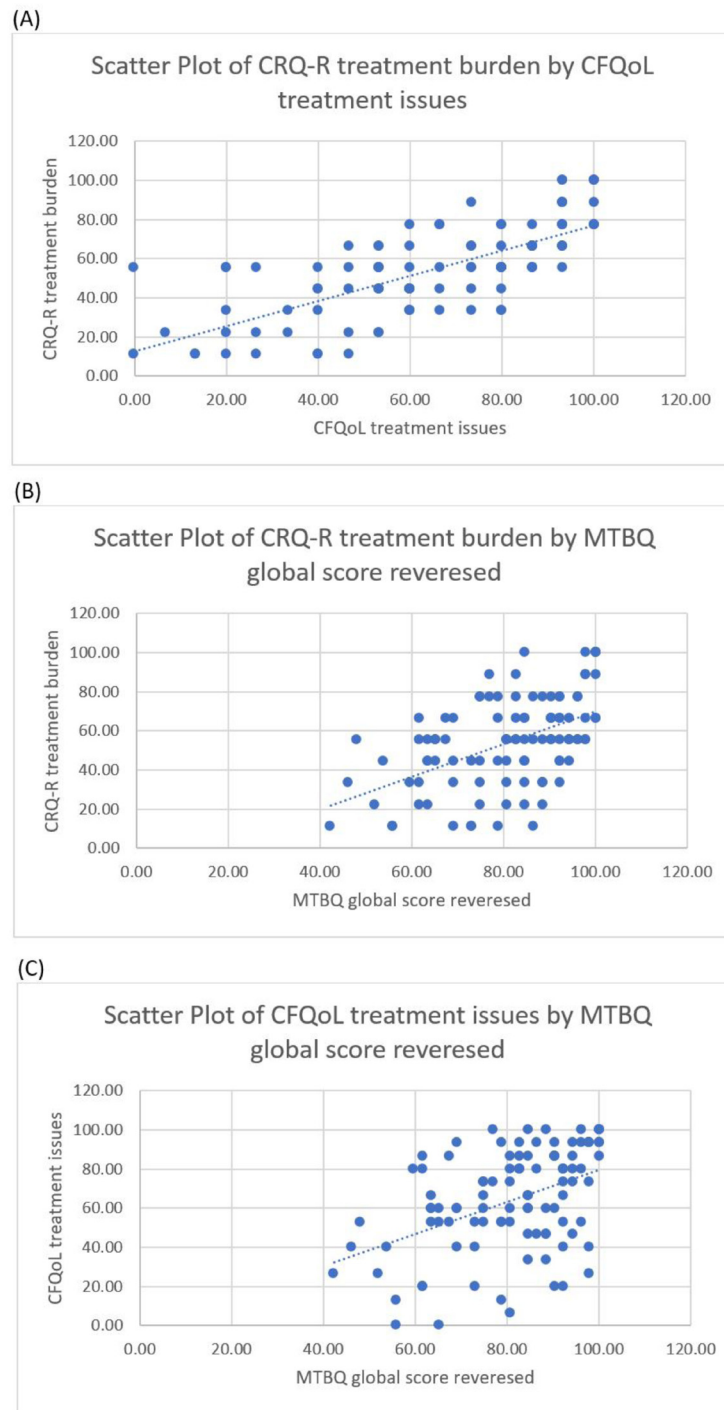 (A)
Scatter Plot of CRQ-R treatment burden by CFQoL
treatment issues
CRQ-R treatment burden
120.00
100.00
80.00
60.00
40.00
20.00
0.00
0.00 20.00 40.00 60.00 80.00 100.00 120.00
CFQoL treatment issues
(B)
Scatter Plot of CRQ-R treatment burden by MTBQ
global score reveresed
CRQ-R treatment burden
120.00
100.00
80.00
60.00
40.00
20.00
0.00
0.00 20.00 40.00 60.00 80.00 100.00 120.00
MTBQ global score reveresed
(C)
Scatter Plot of CFQoL treatment issues by MTBQ
global score reveresed
CFQoL treatment issues
120.00
100.00
80.00
60.00
40.00
20.00
0.00
0.00 20.00 40.00 60.00 80.00 100.00 120.00
MTBQ global score reveresed